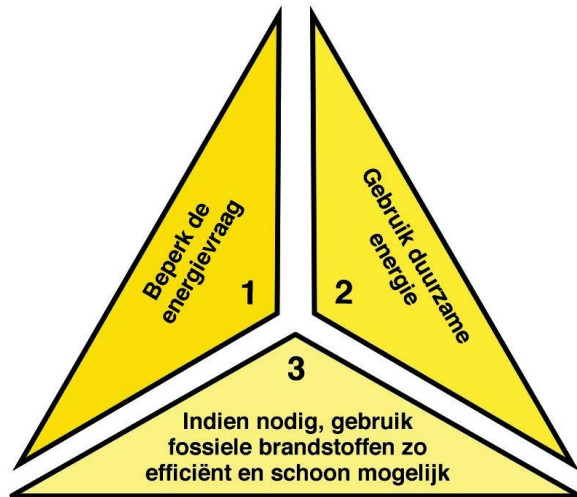 Beperk de
energievraag
1
Gebruik duurzame
energie
2
3
Indien nodig, gebruik
fossiele brandstoffen zo
efficiënt en schoon mogelijk